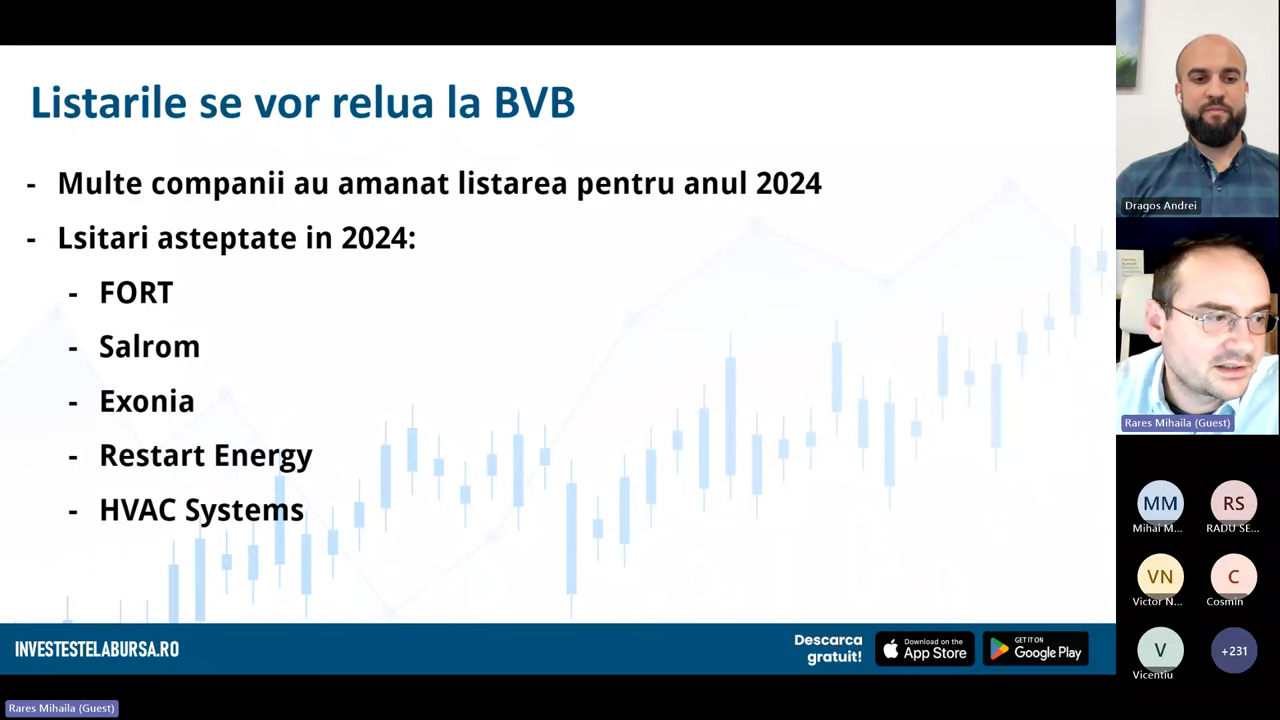 Listarile se vor relua la BVB
- Multe companii au amanat listarea pentru anul 2024
- Lsitari asteptate in 2024:
- FORT
- Salrom
- Exonia
- Restart Energy
- HVAC Systems
INVESTESTELABURSA.RO
Descarca
gratuit!
Download on the
App Store
GET IT ON
Google Play
Dragos Andrei
Rares Mihaila (Guest)
MM
Mihai M...
RS
RADU SE...
VN
Victor N...
C
Cosmin
V
Vicentiu
+231
Rares Mihaila (Guest)